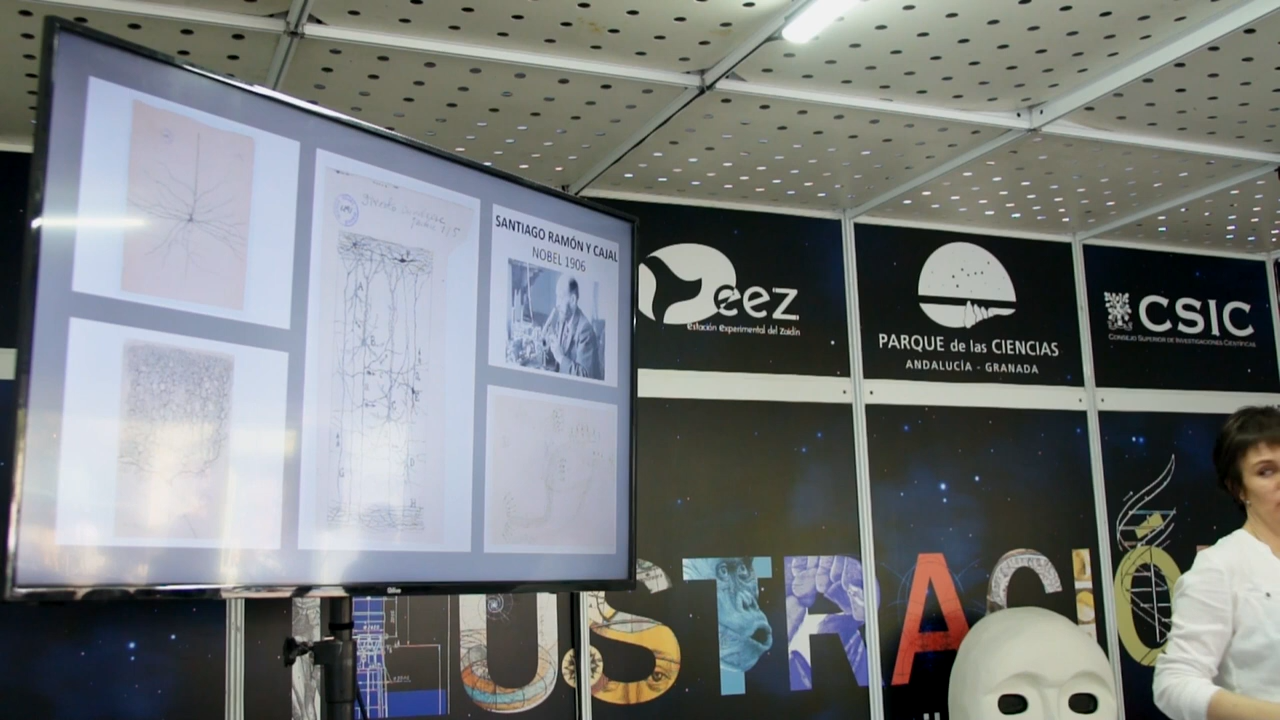 SANTIAGO RAMÓN Y CAJAL
NOBEL 1906
eez
Estación Experimental del Zaidín
PARQUE de las CIENCIAS
ANDALUCÍA - GRANADA
CSIC
CONSEJO SUPERIOR DE INVESTIGACIONES CIENTÍFICAS
LUSTRACIÓ